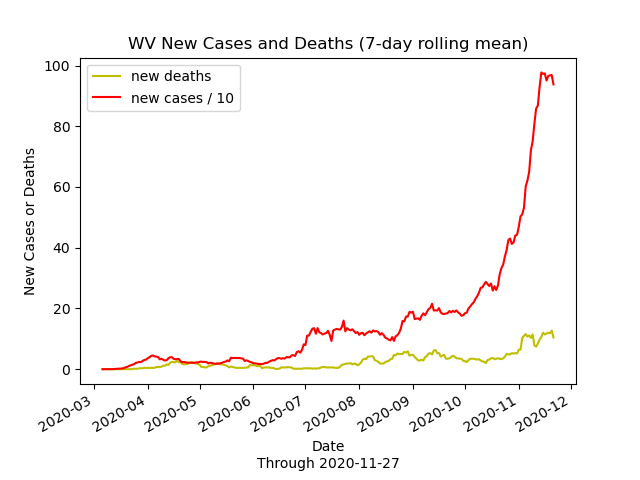 WV New Cases and Deaths (7-day rolling mean)
new deaths
new cases / 10
New Cases or Deaths
100
80
60
40
20
0
2020-03
2020-04
2020-05
2020-06
2020-07
2020-08
2020-09
2020-10
2020-11
2020-12
Date
Through 2020-11-27